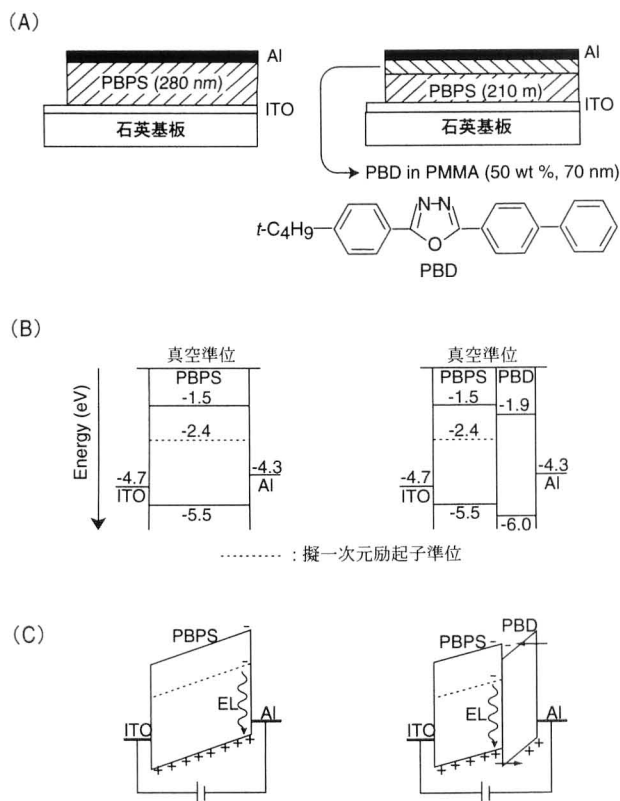 (A)
Al
PBPS (280 nm)
ITO
石英基板
Al
PBPS (210 m)
ITO
石英基板
PBD in PMMA (50 wt %, 70 nm)
N-N
t-C4H9
O
PBD
(B)
Energy (eV)
真空準位
PBPS
-1.5
-2.4
-4.7
ITO
-4.3
Al
-5.5
真空準位
PBPS PBD
-1.5
-1.9
-2.4
-4.7
ITO
-4.3
Al
-5.5
-6.0
: 擬一次元励起子準位
(C)
PBPS
EL
ITO
Al
PBD
PBPS
EL
ITO
Al